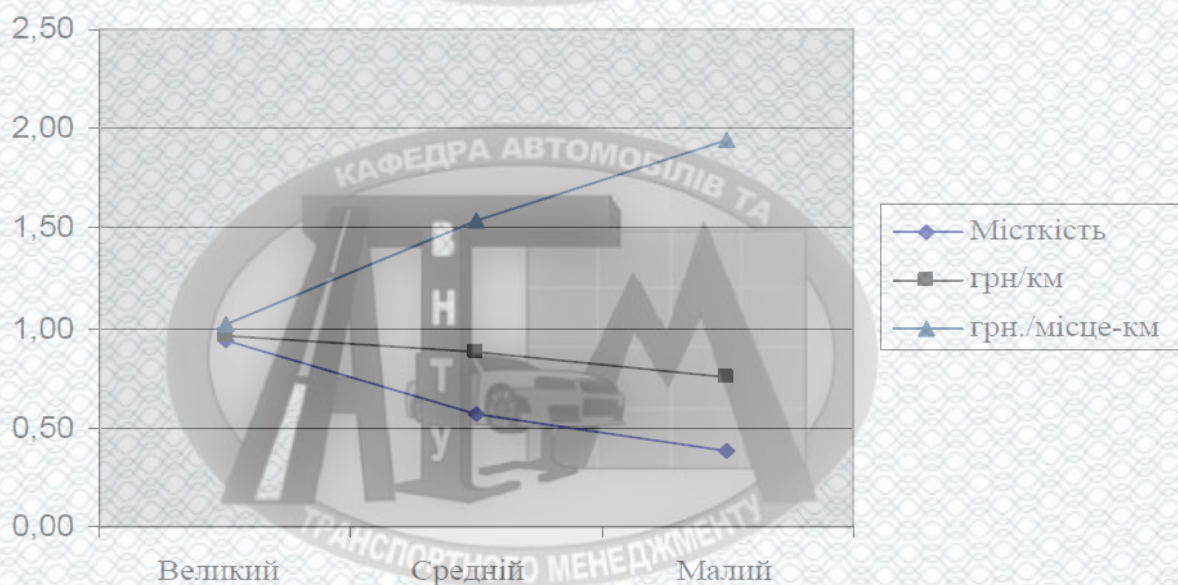 2,50
2,00
1,50
1,00
0,50
0,00
Великий
Средній
Малий
Місткість
грн/км
грн./місце-км
КАФЕДРА АВТОМОБІЛІВ ТА
ТРАНСПОРТНОГО МЕНЕДЖМЕНТУ
В
Н
Т
У